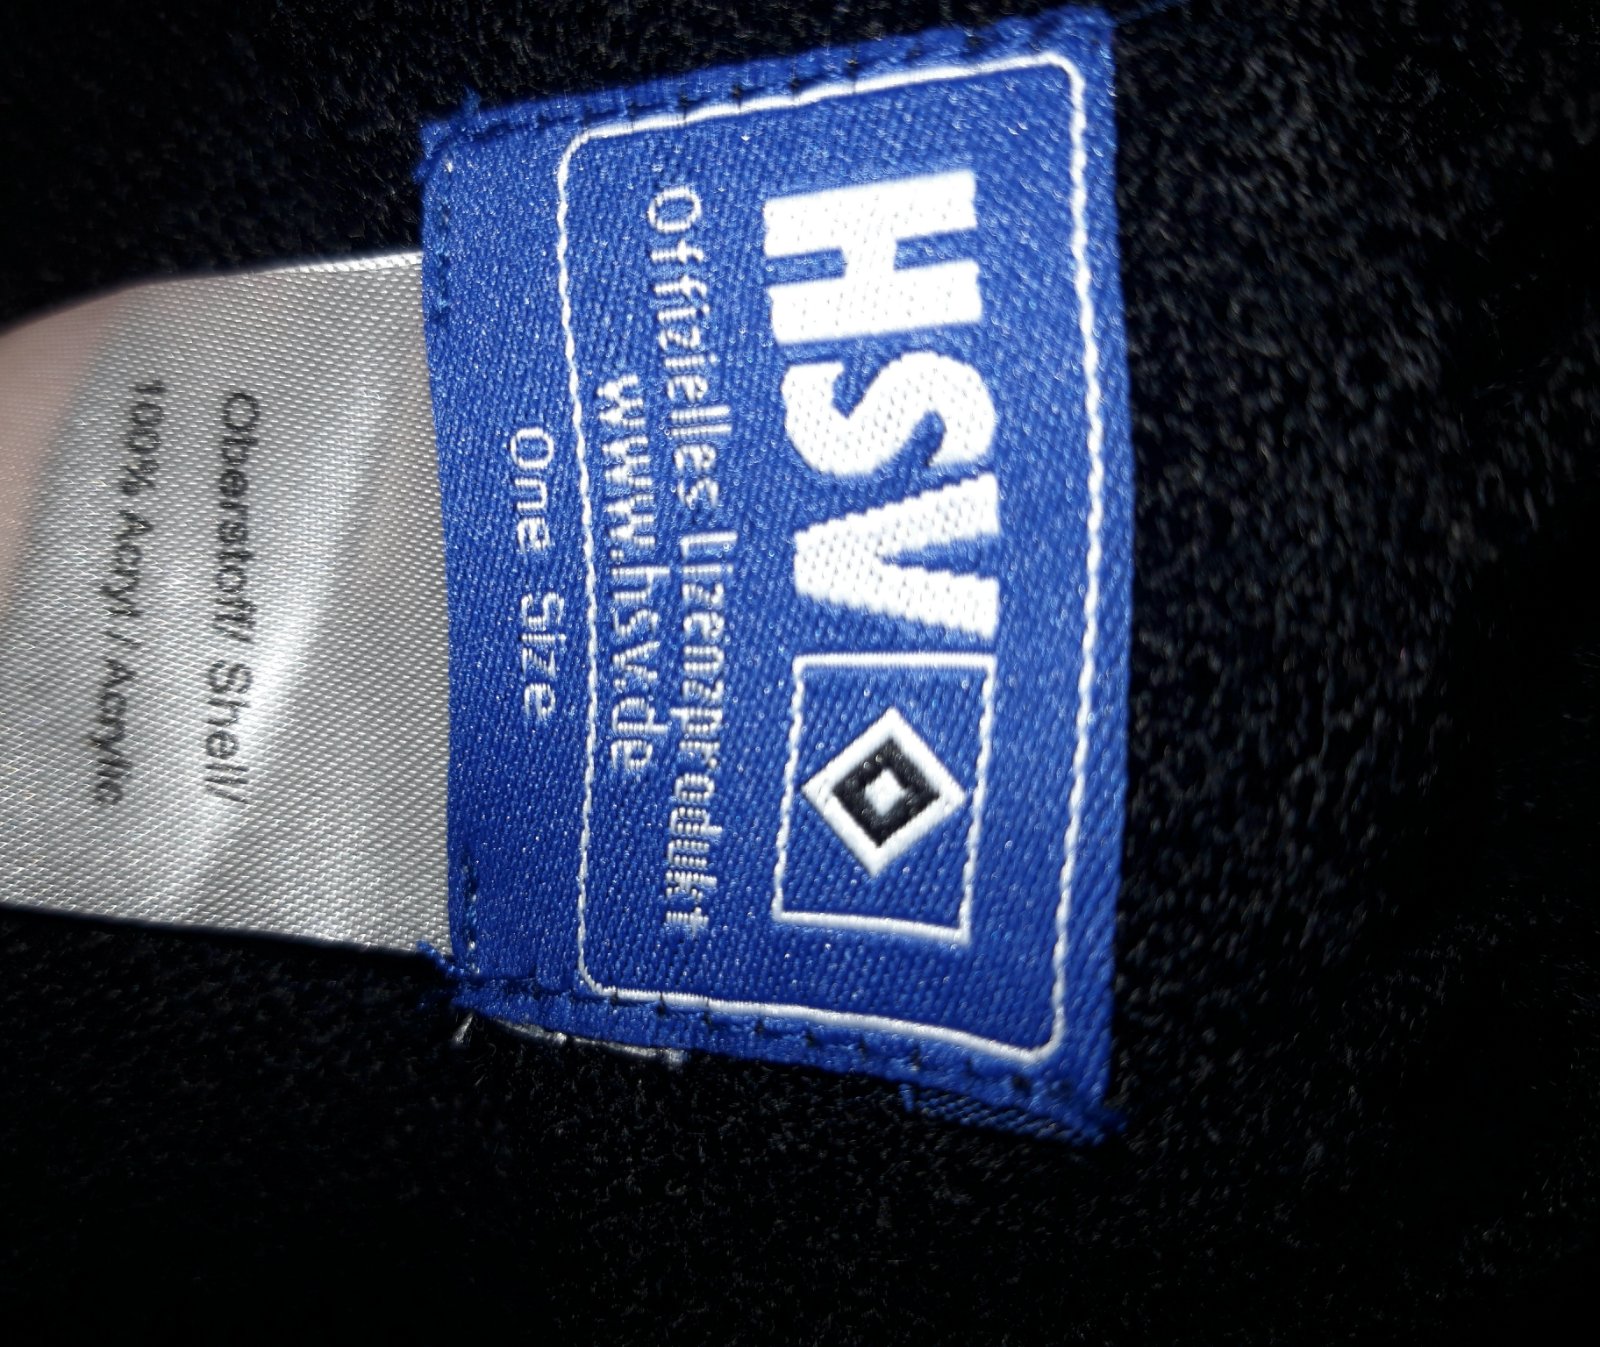 HSV
Offizielles Lizenzprodukt
www.hsv.de
One Size
Oberstoff/ Shell/
100% Acryl / Acrylic